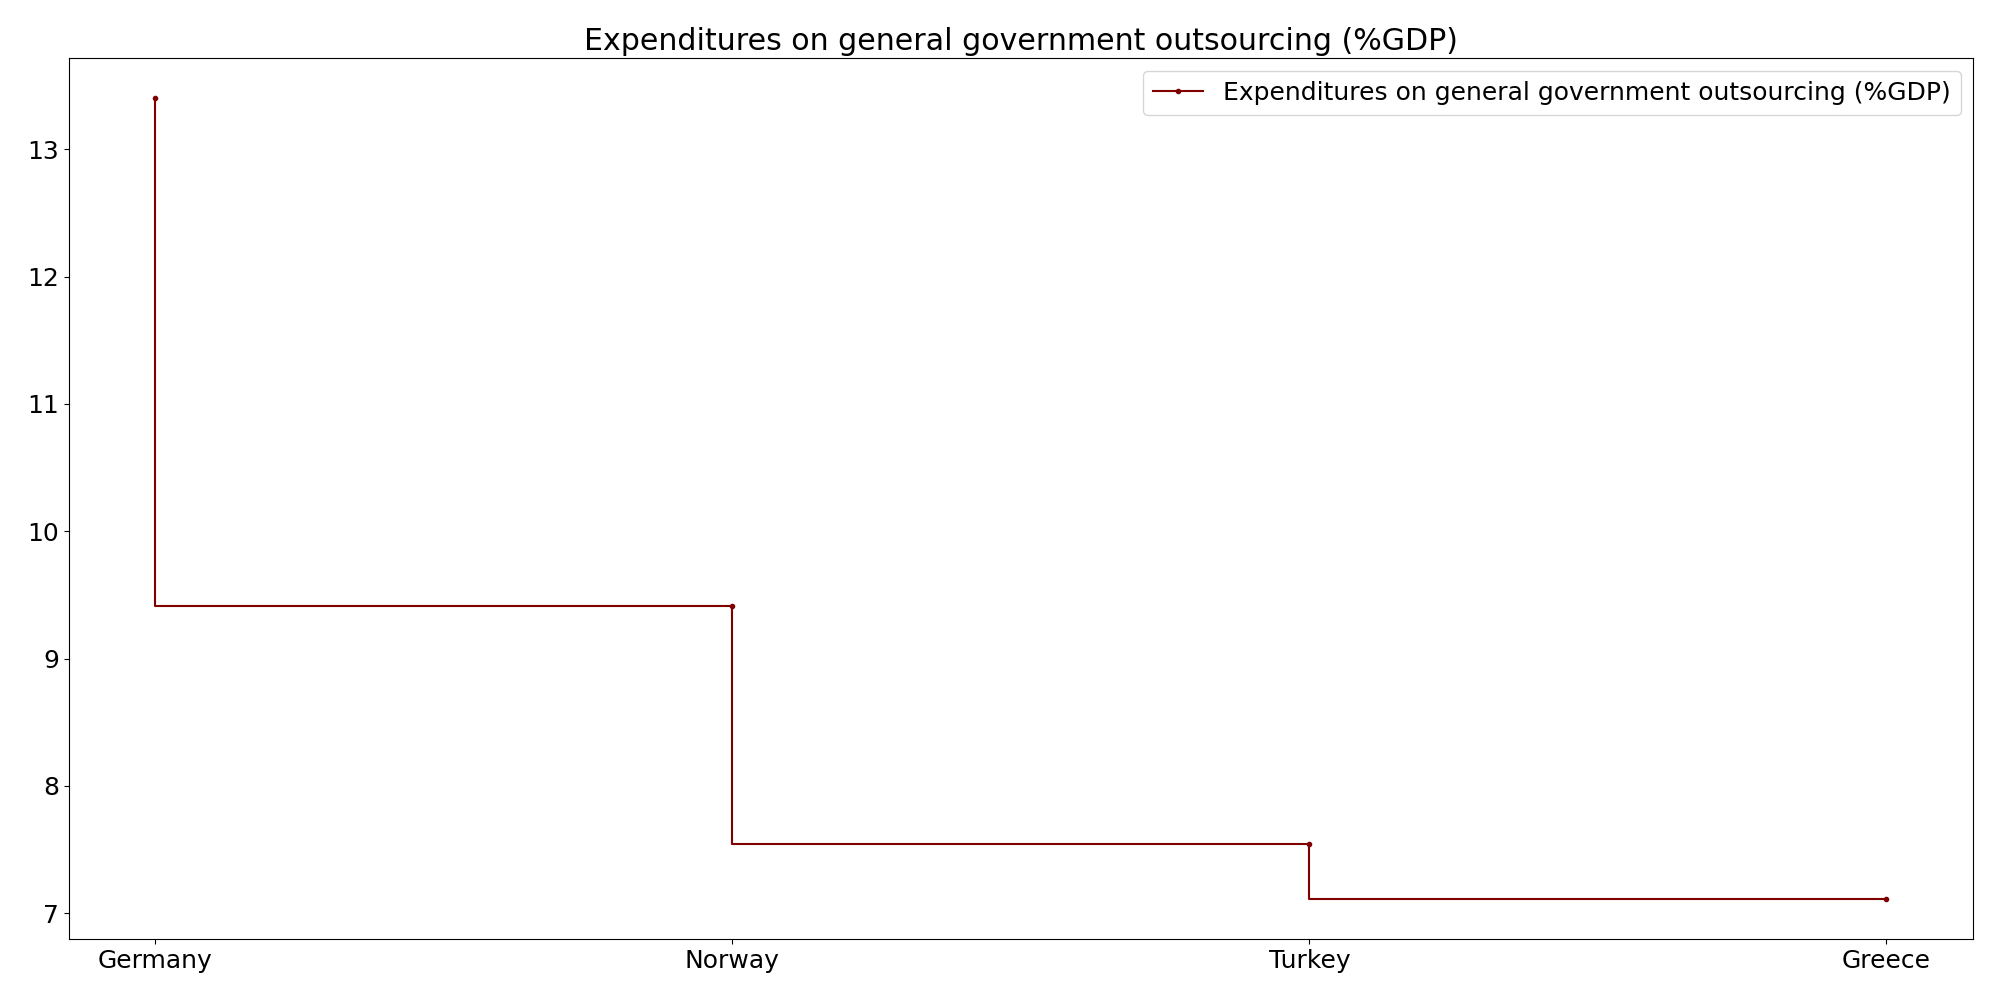 Expenditures on general government outsourcing (%GDP)
Expenditures on general government outsourcing (%GDP)
13
12
11
10
9
8
7
Germany
Norway
Turkey
Greece